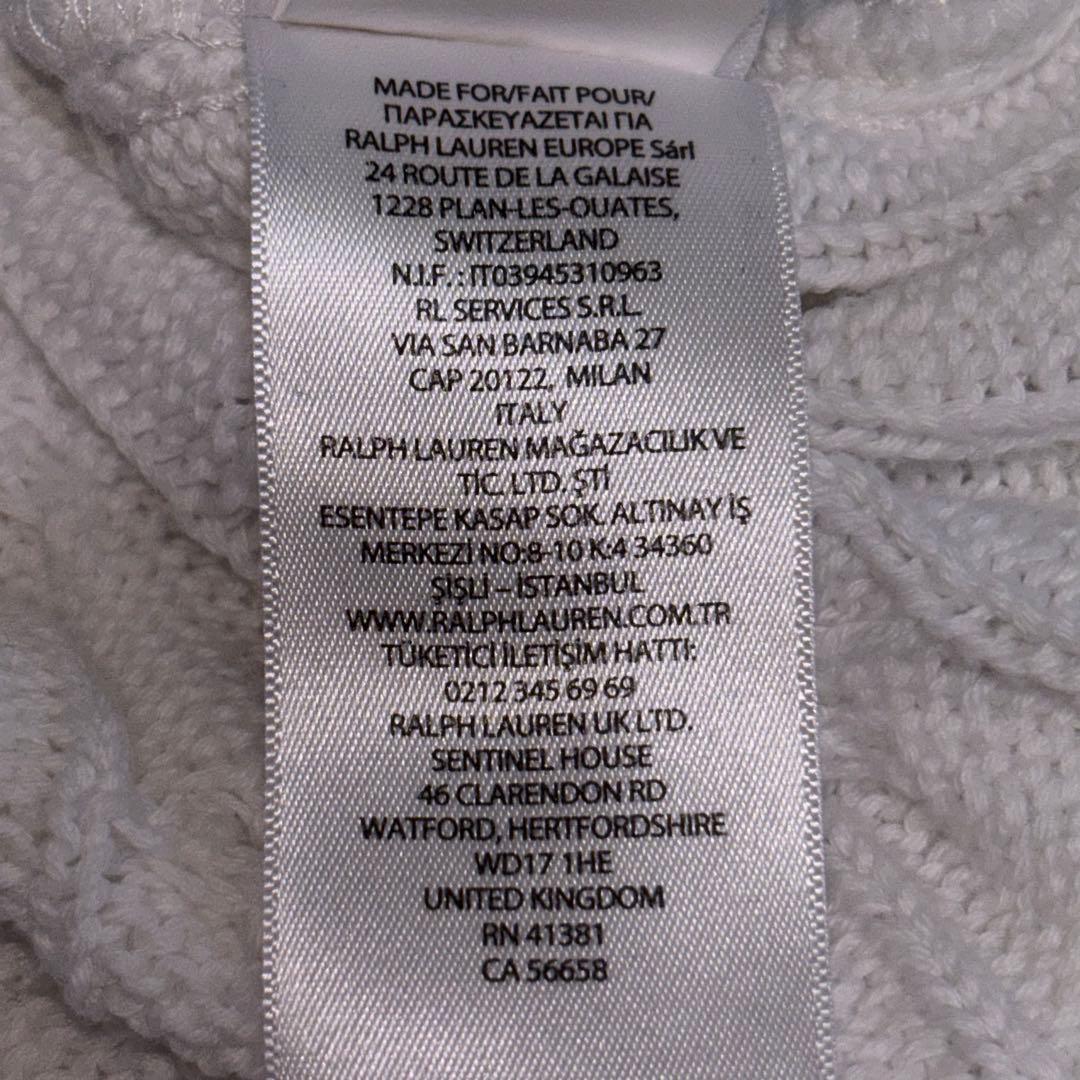 MADE FOR/FAIT POUR/
ΠΑΡΑΣΚΕΥΑΖΕΤΑΙ ΓΙΑ
RALPH LAUREN EUROPE Sárl
24 ROUTE DE LA GALAISE
1228 PLAN-LES-OUATES,
SWITZERLAND
N.I.F. : IT03945310963
RL SERVICES S.R.L.
VIA SAN BARNABA 27
CAP 20122, MILAN
ITALY
RALPH LAUREN MAĞAZACILIK VE
TİC. LTD. ŞTİ
ESENTEPE KASAP SOK. ALTINAY İŞ
MERKEZİ NO:8-10 K:4 34360
ŞİŞLİ – İSTANBUL
WWW.RALPHLAUREN.COM.TR
TÜKETİCİ İLETİŞİM HATTI:
0212 345 69 69
RALPH LAUREN UK LTD.
SENTINEL HOUSE
46 CLARENDON RD
WATFORD, HERTFORDSHIRE
WD17 1HE
UNITED KINGDOM
RN 41381
CA 56658